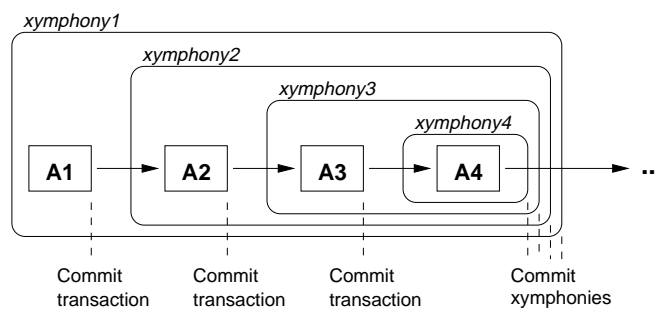 xymphony1
xymphony2
xymphony3
xymphony4
A1
A2
A3
A4
..
Commit
transaction
Commit
transaction
Commit
transaction
Commit
xymphonies